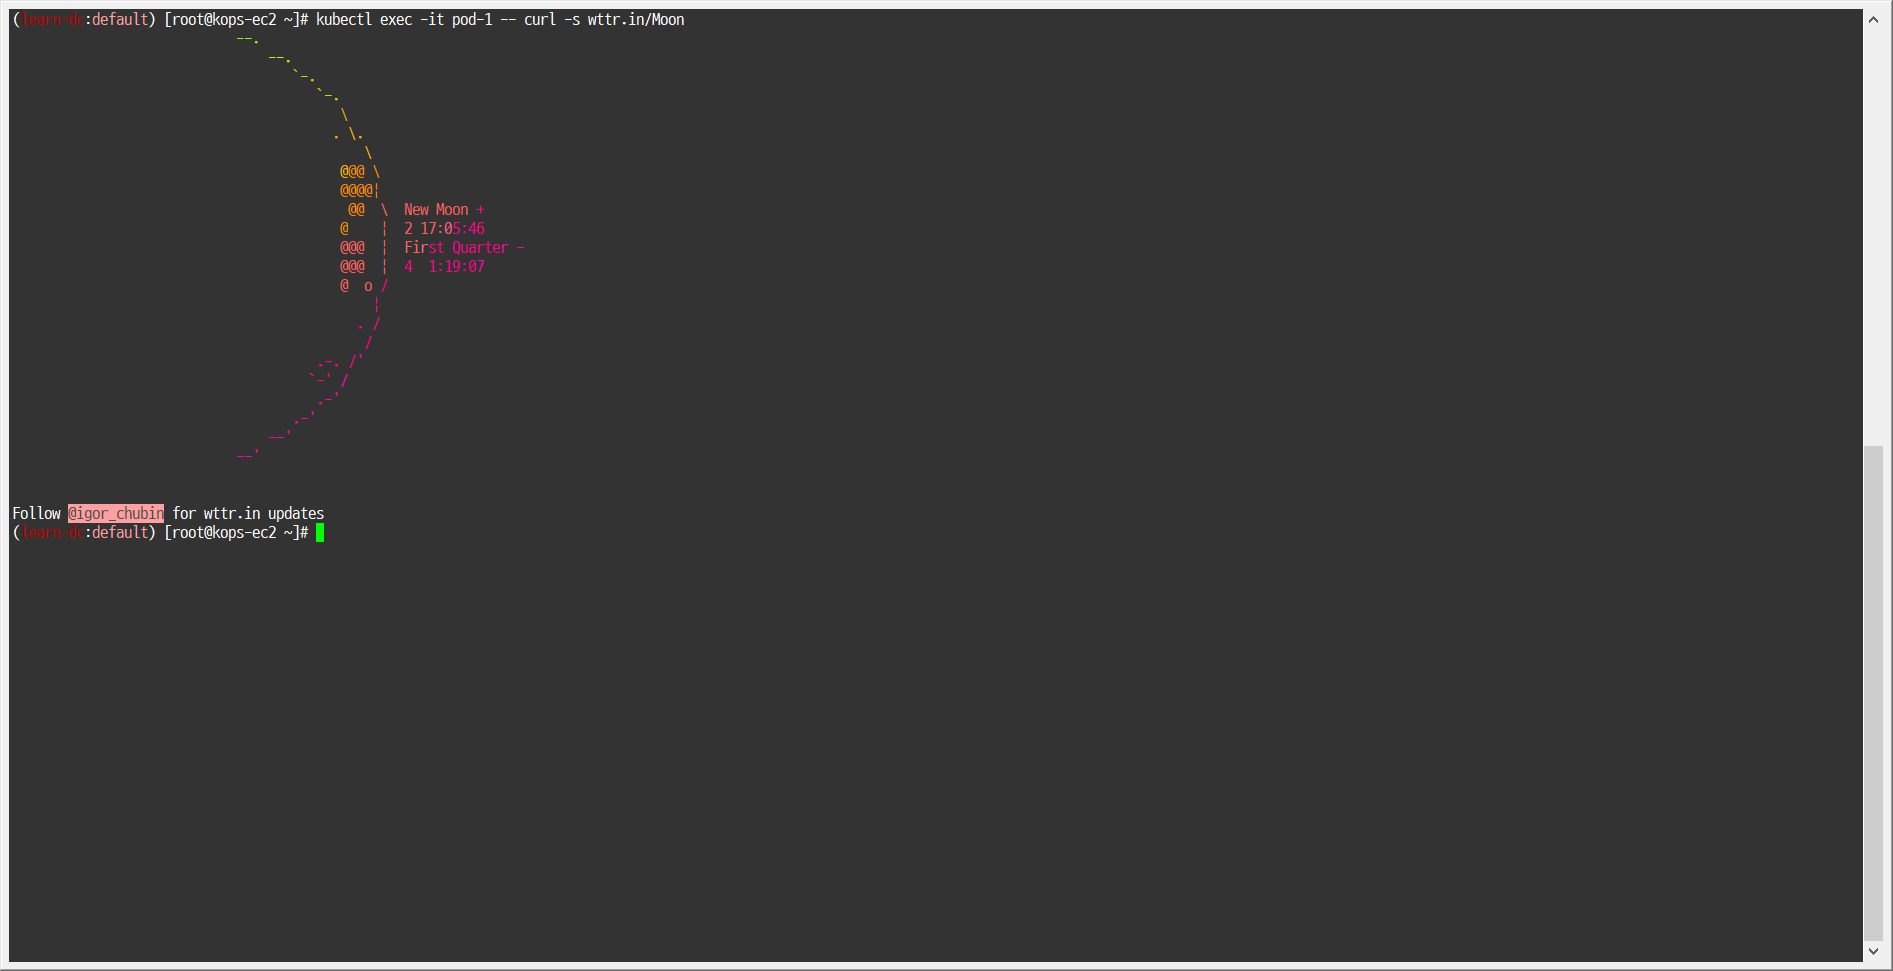 (learn-dc:default) [root@kops-ec2 ~]# kubectl exec -it pod-1 -- curl -s wttr.in/Moon
                            --.
                                --.
                                   `-.
                                      `-.
                                         \
                                        . \.
                                            \
                                         @@@ \
                                         @@@@¦
                                          @@  \  New Moon +
                                         @    ¦  2 17:05:46
                                         @@@  ¦  First Quarter -
                                         @@@  ¦  4  1:19:07
                                         @  o /
                                             ¦
                                           . /
                                            /
                                      .-. /'
                                     `-' /
                                      .-'
                                   .-'
                                --'
                            --'
Follow @igor_chubin for wttr.in updates
(learn-dc:default) [root@kops-ec2 ~]#